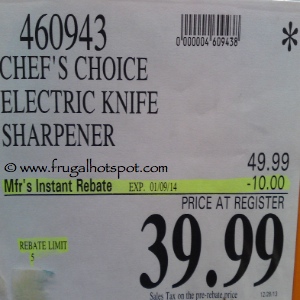 460943
0000004609438
*
CHEF'S CHOICE
ELECTRIC KNIFE
SHARPENER
© www.frugalhotspot.com
49.99
Mfr's Instant Rebate EXP. 01/09/14 -10.00
PRICE AT REGISTER
39.99
REBATE LIMIT
5
Sales Tax on the pre-rebate price